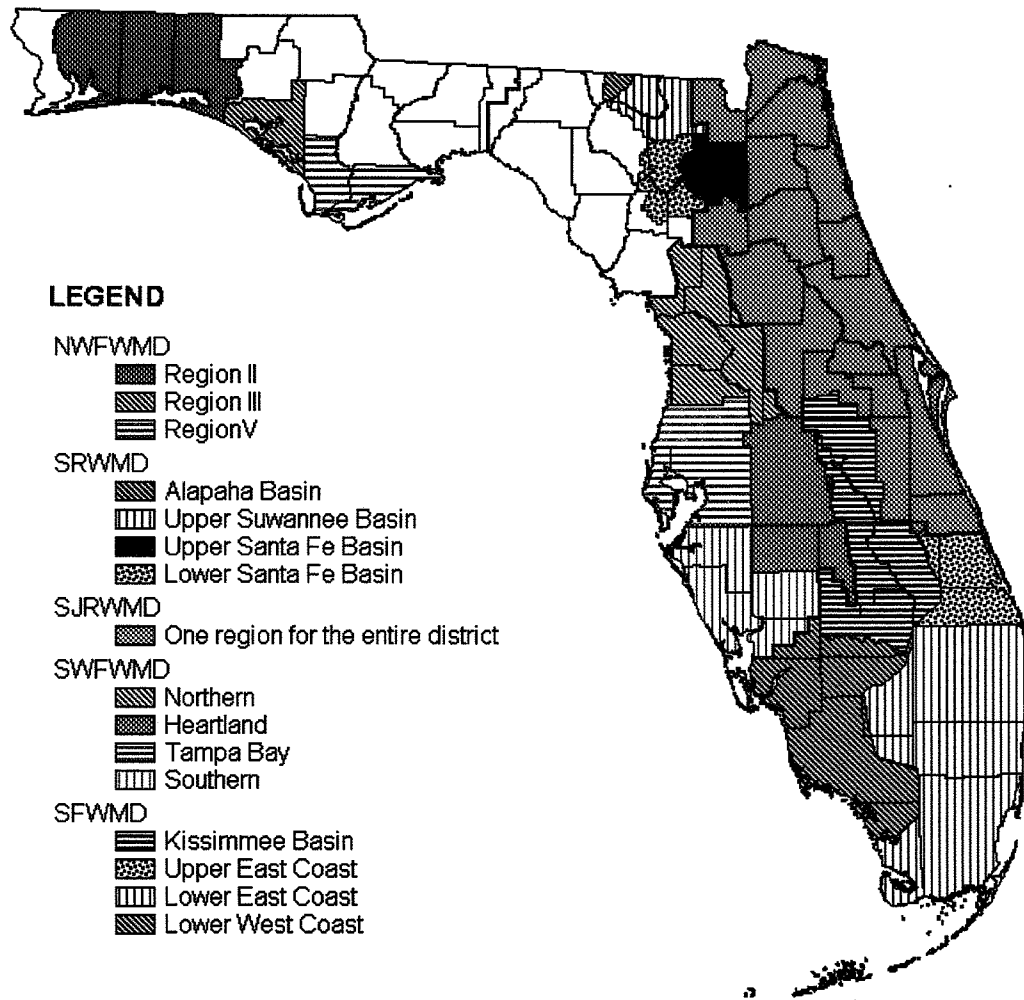 LEGEND
NWFWMD
Region II
Region III
RegionV
SRWMD
Alapaha Basin
Upper Suwannee Basin
Upper Santa Fe Basin
Lower Santa Fe Basin
SJRWMD
One region for the entire district
SWFWMD
Northern
Heartland
Tampa Bay
Southern
SFWMD
Kissimmee Basin
Upper East Coast
Lower East Coast
Lower West Coast